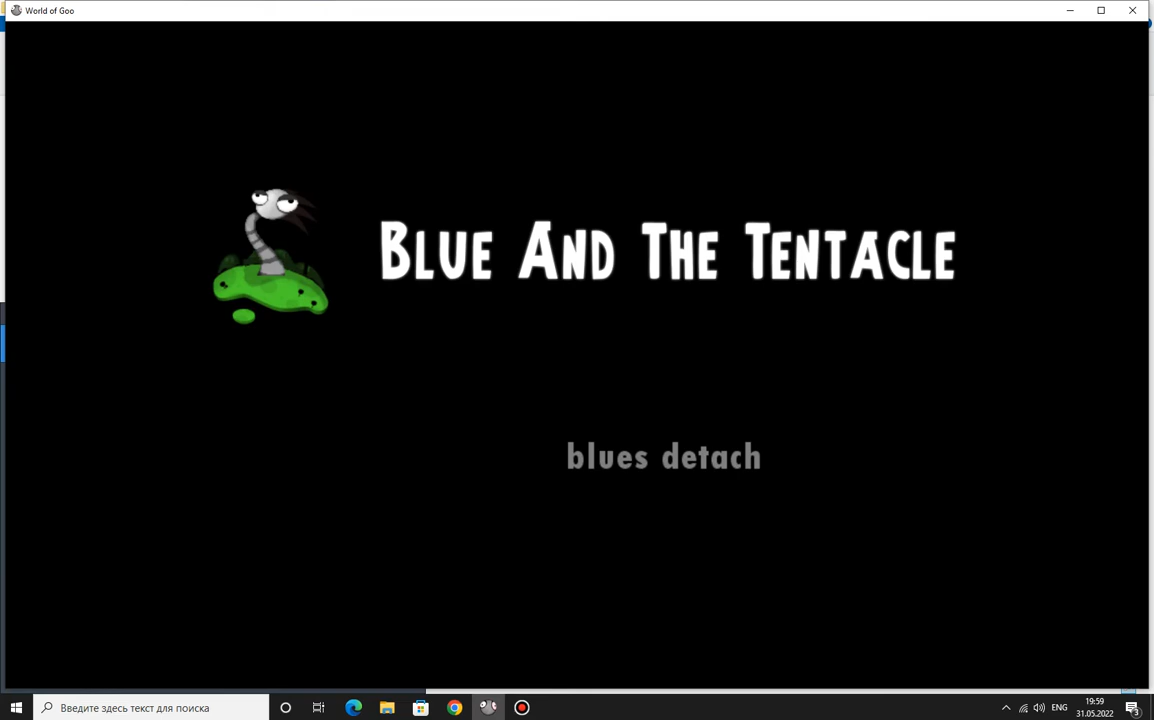 World of Goo
Blue And The Tentacle
blues detach
Введите здесь текст для поиска
ENG
19:59
31.05.2022
3